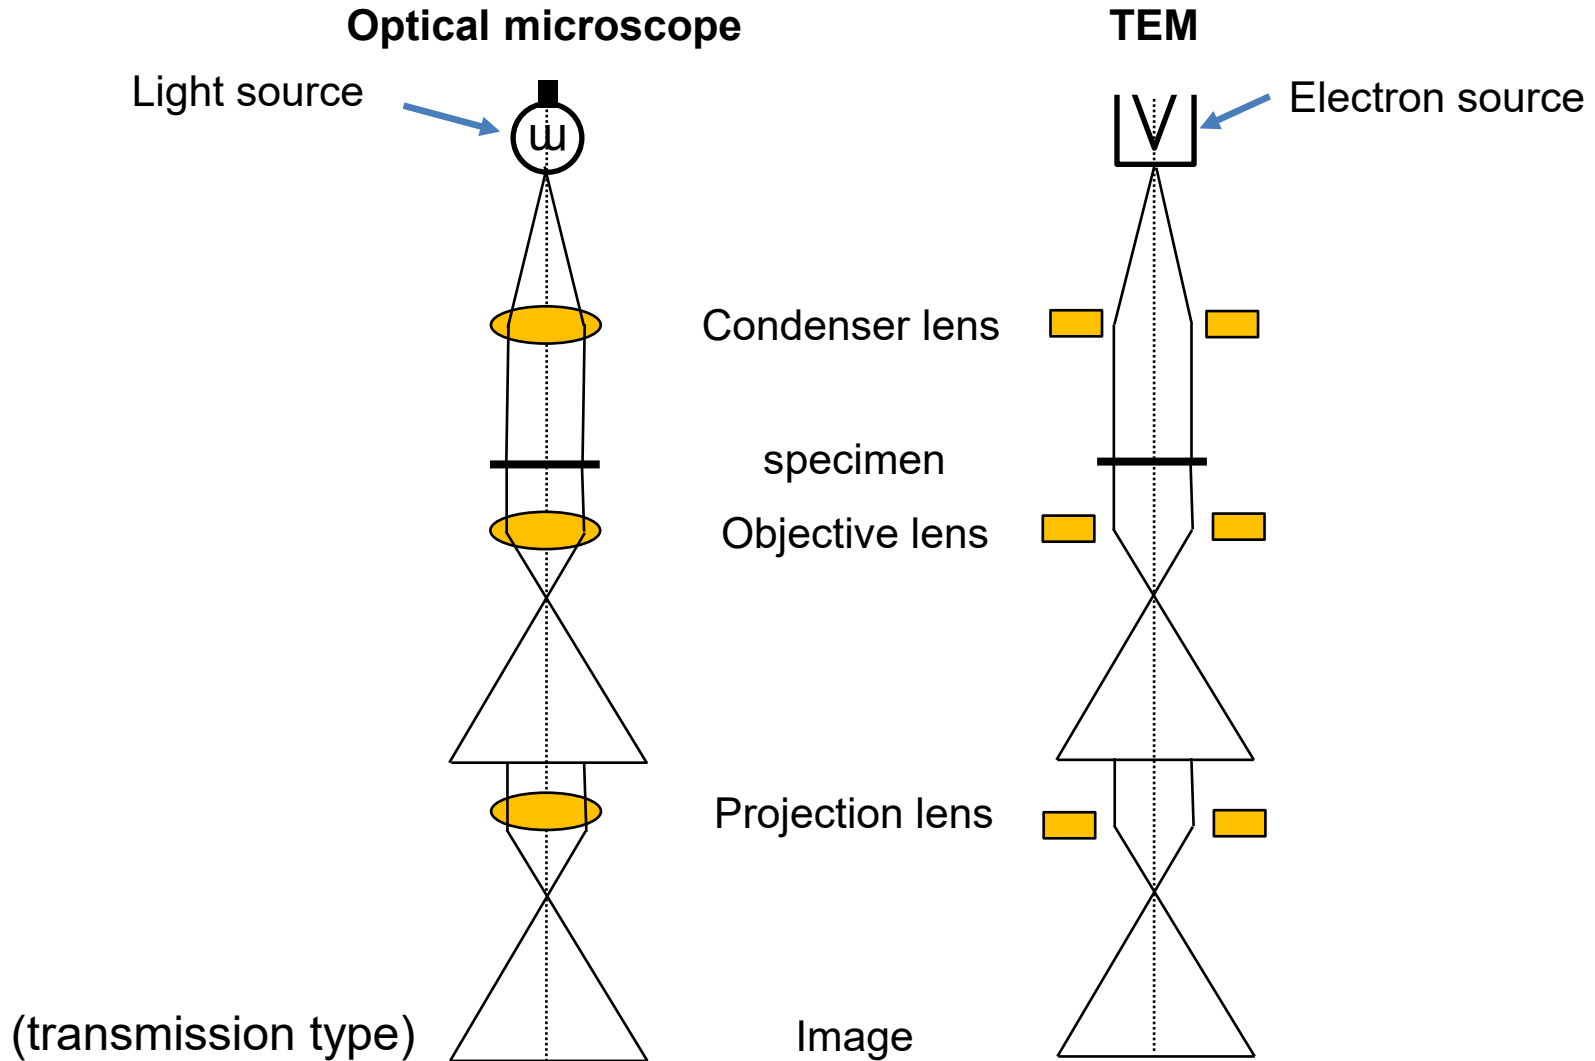 Optical microscope
TEM
Light source
Electron source
Condenser lens
specimen
Objective lens
Projection lens
(transmission type)
Image